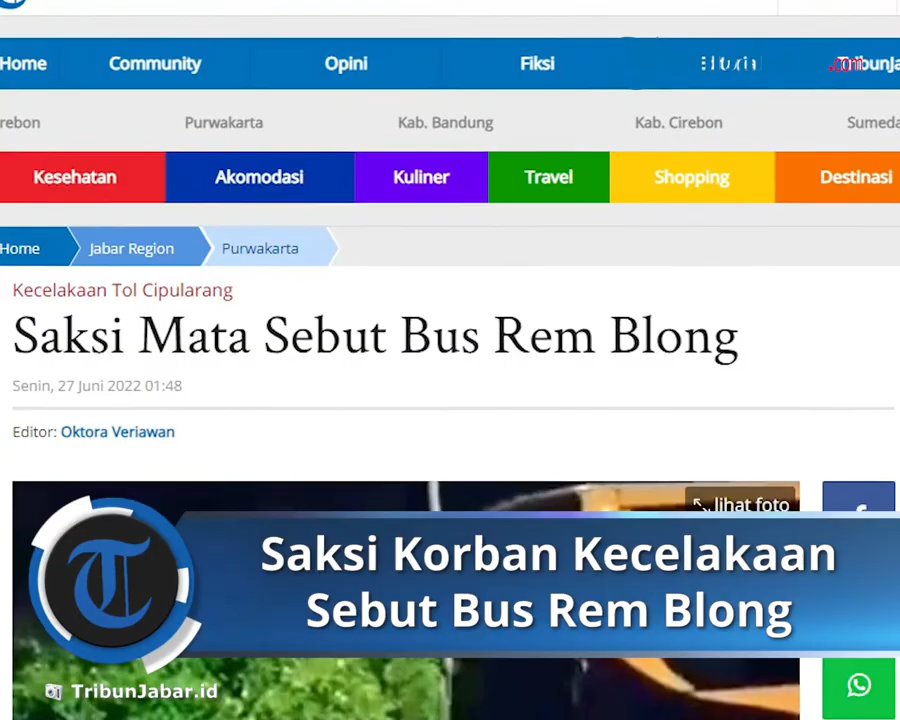 Home Community Opini Fiksi
rebon Purwakarta Kab. Bandung Kab. Cirebon Sumeda
Kesehatan Akomodasi Kuliner Travel Shopping Destinasi
Home Jabar Region Purwakarta
Kecelakaan Tol Cipularang
Saksi Mata Sebut Bus Rem Blong
Senin, 27 Juni 2022 01:48
Editor: Oktora Veriawan
lihat foto
Saksi Korban Kecelakaan
Sebut Bus Rem Blong
TribunJabar.id